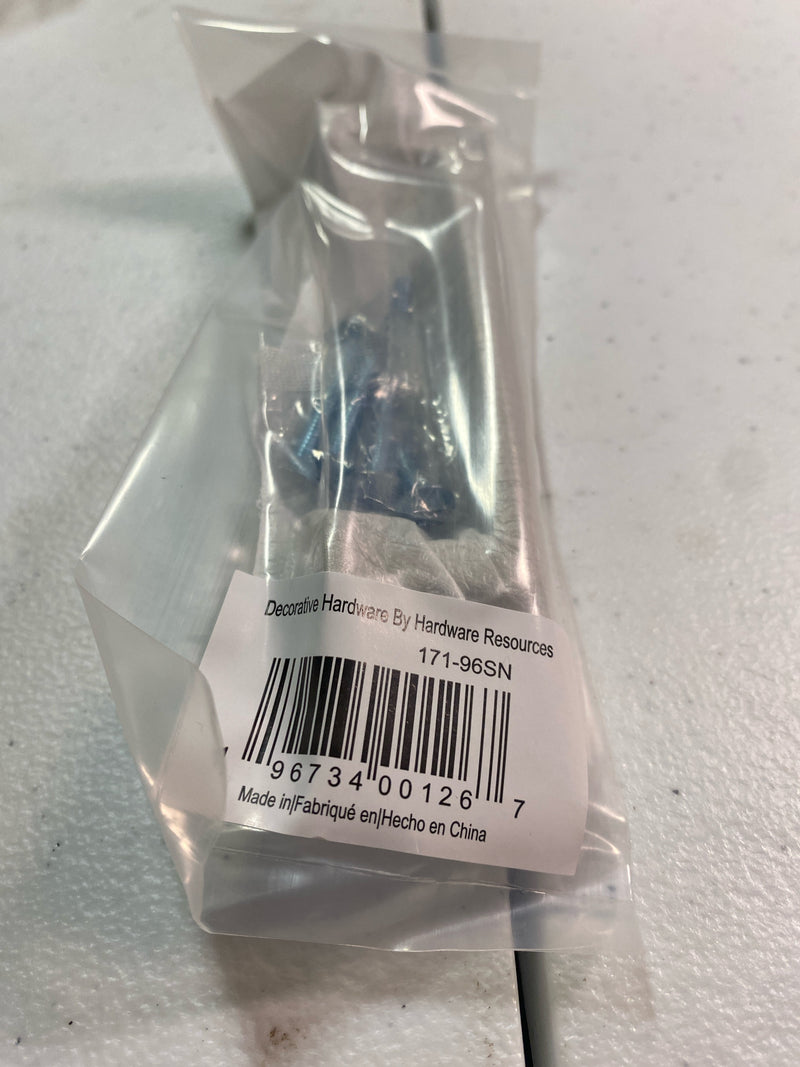 Decorative Hardware By Hardware Resources
171-96SN
96734 00126 7
Made in|Fabriqué en|Hecho en China